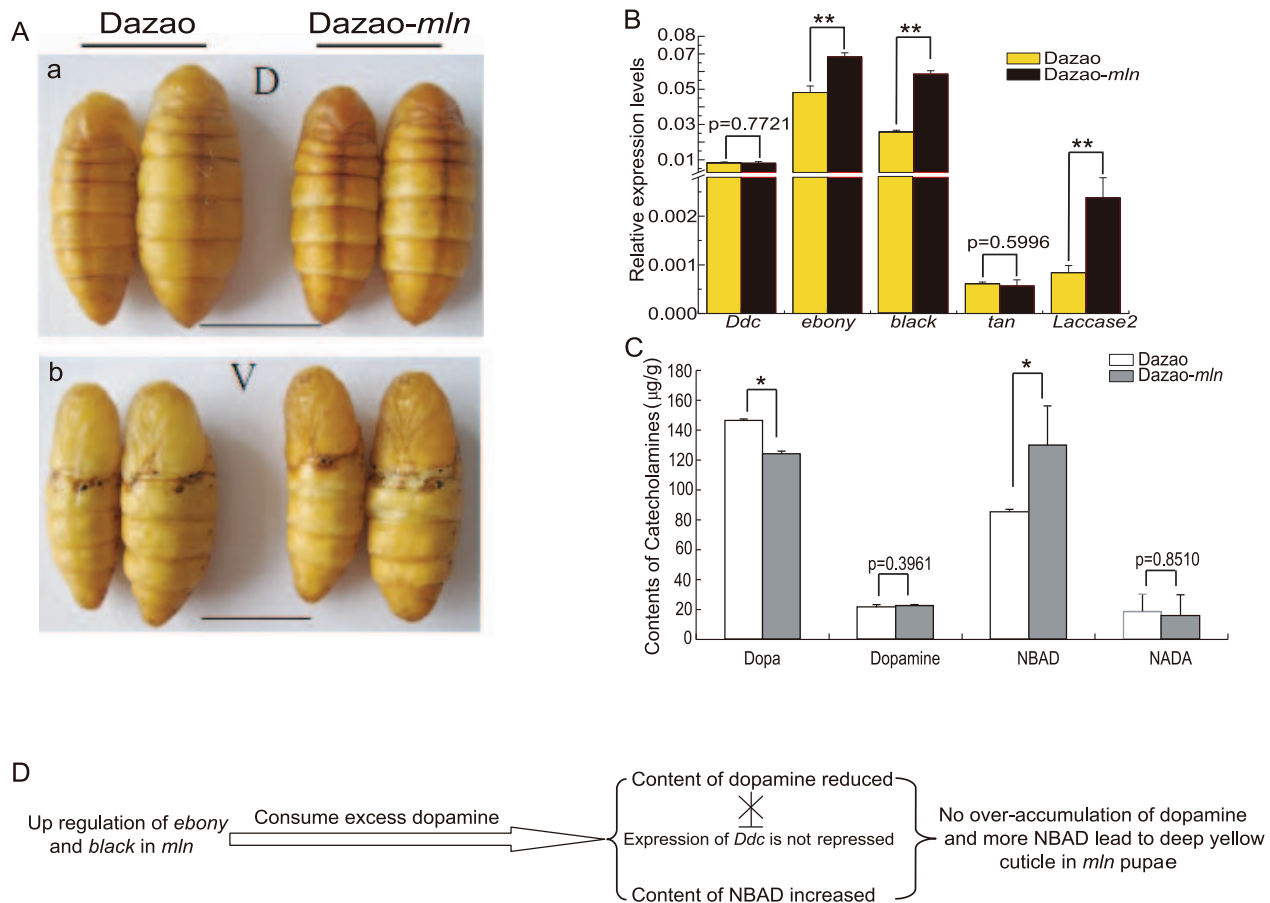 A
Dazao
Dazao-mln
a
D
b
V
B
Relative expression levels
0.08
0.07
0.05
0.03
0.01
0.002
0.001
0.000
p=0.7721
**
**
p=0.5996
**
Dazao
Dazao-mln
Ddc
ebony
black
tan
Laccase2
C
Contents of Catecholamines (µg/g)
180
160
140
120
100
80
60
40
20
0
*
p=0.3961
*
p=0.8510
Dazao
Dazao-mln
Dopa
Dopamine
NBAD
NADA
D
Up regulation of ebony
and black in mln
Consume excess dopamine
Content of dopamine reduced
Expression of Ddc is not repressed
Content of NBAD increased
No over-accumulation of dopamine
and more NBAD lead to deep yellow
cuticle in mln pupae